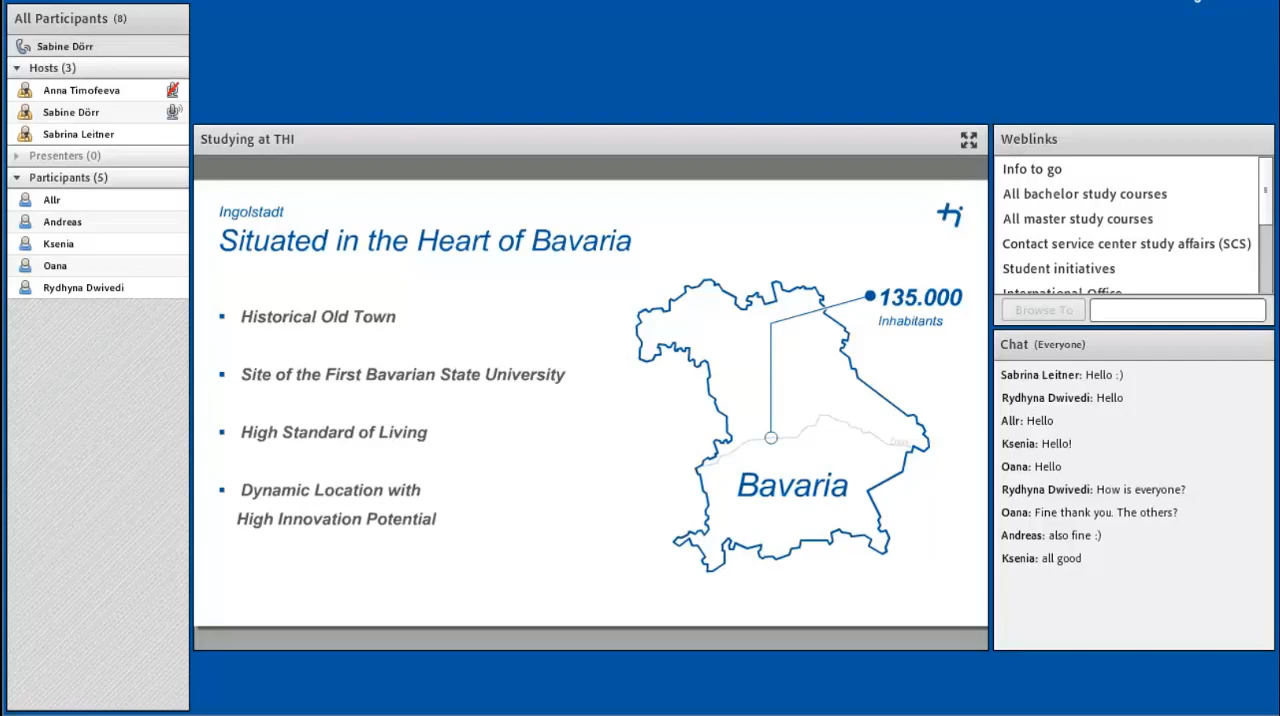 All Participants (8)
Sabine Dörr
Hosts (3)
Anna Timofeeva
Sabine Dörr
Sabrina Leitner
Presenters (0)
Participants (5)
Allr
Andreas
Ksenia
Oana
Rydhyna Dwivedi
Studying at THI
Ingolstadt
Situated in the Heart of Bavaria
Historical Old Town
Site of the First Bavarian State University
High Standard of Living
Dynamic Location with
High Innovation Potential
135.000
Inhabitants
Bavaria
Weblinks
Info to go
All bachelor study courses
All master study courses
Contact service center study affairs (SCS)
Student initiatives
International Office
Browse To
Chat (Everyone)
Sabrina Leitner: Hello :)
Rydhyna Dwivedi: Hello
Allr: Hello
Ksenia: Hello!
Oana: Hello
Rydhyna Dwivedi: How is everyone?
Oana: Fine thank you. The others?
Andreas: also fine :)
Ksenia: all good